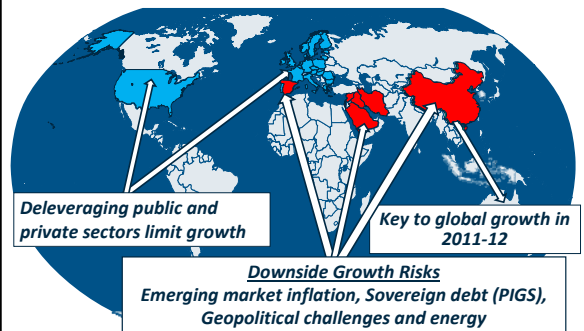 Deleveraging public and
private sectors limit growth
Key to global growth in
2011-12
Downside Growth Risks
Emerging market inflation, Sovereign debt (PIGS),
Geopolitical challenges and energy